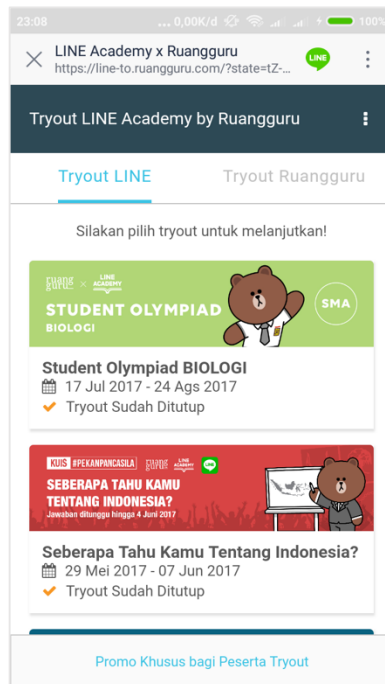 23:08 ... 0,00K/d 100%
LINE Academy x Ruangguru
https://line-to.ruangguru.com/?state=tZ-...
LINE
Tryout LINE Academy by Ruangguru
Tryout LINE Tryout Ruangguru
Silakan pilih tryout untuk melanjutkan!
RUANG GURU × LINE ACADEMY
STUDENT OLYMPIAD
BIOLOGI
SMA
Student Olympiad BIOLOGI
17 Jul 2017 - 24 Ags 2017
Tryout Sudah Ditutup
KUIS #PEKANPANCASILA RUANG GURU LINE ACADEMY LINE
SEBERAPA TAHU KAMU
TENTANG INDONESIA?
Jawaban ditunggu hingga 4 Juni 2017
Seberapa Tahu Kamu Tentang Indonesia?
29 Mei 2017 - 07 Jun 2017
Tryout Sudah Ditutup
Promo Khusus bagi Peserta Tryout